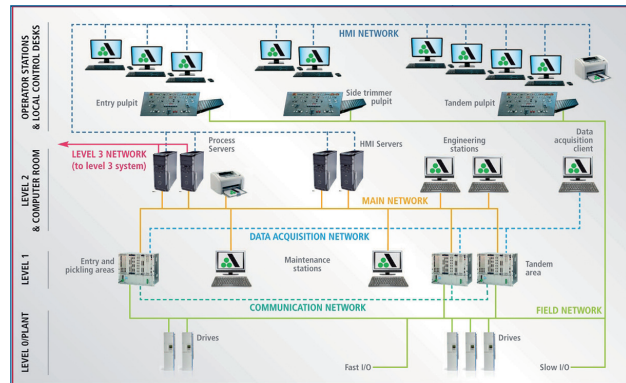 OPERATOR STATIONS
& LOCAL CONTROL DESKS
HMI NETWORK
Entry pulpit
Side trimmer
pulpit
Tandem pulpit
LEVEL 2
& COMPUTER ROOM
LEVEL 3 NETWORK
(to level 3 system)
Process
Servers
HMI Servers
Engineering
stations
Data
acquisition
client
MAIN NETWORK
DATA ACQUISITION NETWORK
LEVEL 1
Entry and
pickling areas
Maintenance
stations
Tandem
area
COMMUNICATION NETWORK
FIELD NETWORK
LEVEL 0/PLANT
Drives
Drives
Fast I/O
Slow I/O